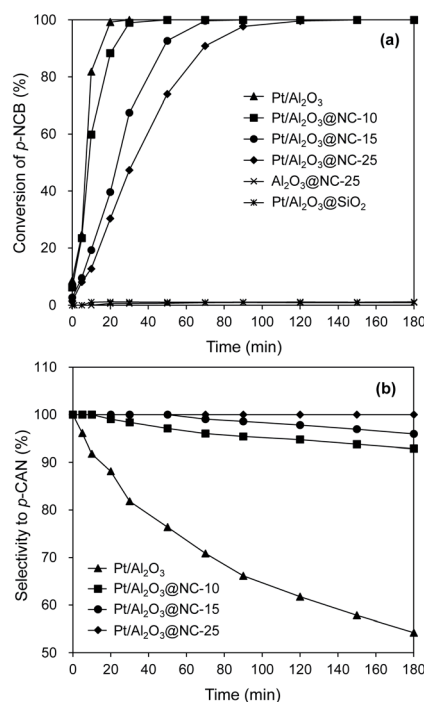 100
80
60
40
20
0
Conversion of p-NCB (%)
(a)
Pt/Al₂O₃
Pt/Al₂O₃@NC-10
Pt/Al₂O₃@NC-15
Pt/Al₂O₃@NC-25
Al₂O₃@NC-25
Pt/Al₂O₃@SiO₂
0 20 40 60 80 100 120 140 160 180
Time (min)
110
100
90
80
70
60
50
Selectivity to p-CAN (%)
(b)
Pt/Al₂O₃
Pt/Al₂O₃@NC-10
Pt/Al₂O₃@NC-15
Pt/Al₂O₃@NC-25
0 20 40 60 80 100 120 140 160 180
Time (min)